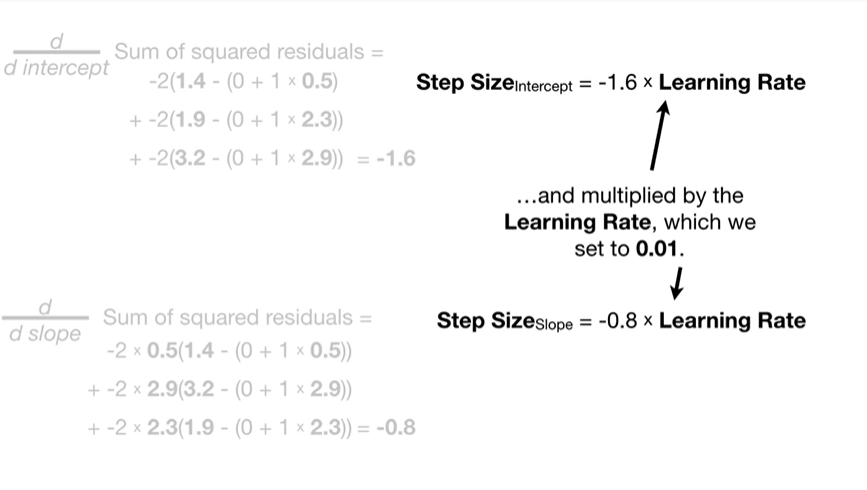 d
d intercept
Sum of squared residuals =
-2(1.4 - (0 + 1 × 0.5)
+ -2(1.9 - (0 + 1 × 2.3))
+ -2(3.2 - (0 + 1 × 2.9)) = -1.6
Step SizeIntercept = -1.6 × Learning Rate
…and multiplied by the
Learning Rate, which we
set to 0.01.
d
d slope
Sum of squared residuals =
-2 × 0.5(1.4 - (0 + 1 × 0.5))
+ -2 × 2.9(3.2 - (0 + 1 × 2.9))
+ -2 × 2.3(1.9 - (0 + 1 × 2.3)) = -0.8
Step SizeSlope = -0.8 × Learning Rate